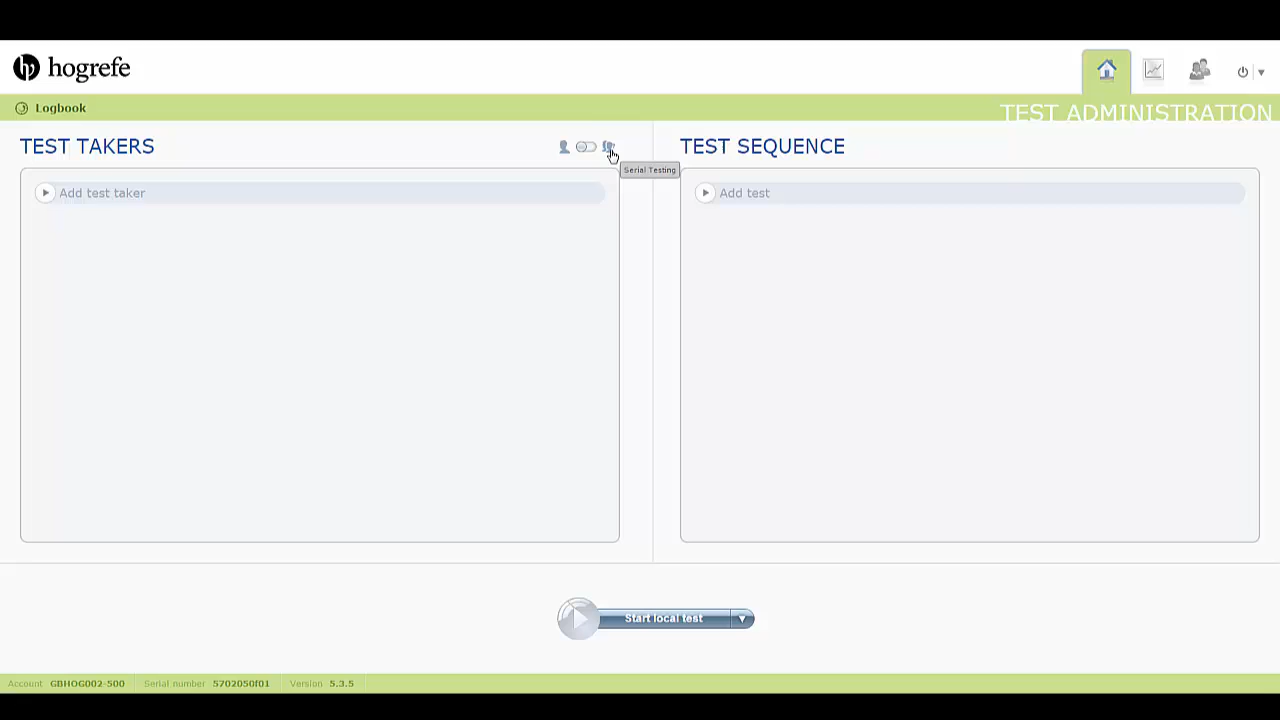 hogrefe
Logbook
TEST ADMINISTRATION
TEST TAKERS
TEST SEQUENCE
Serial Testing
Add test taker
Add test
Start local test
Account GBHOG002-500 Serial number 5702050f01 Version 5.3.5